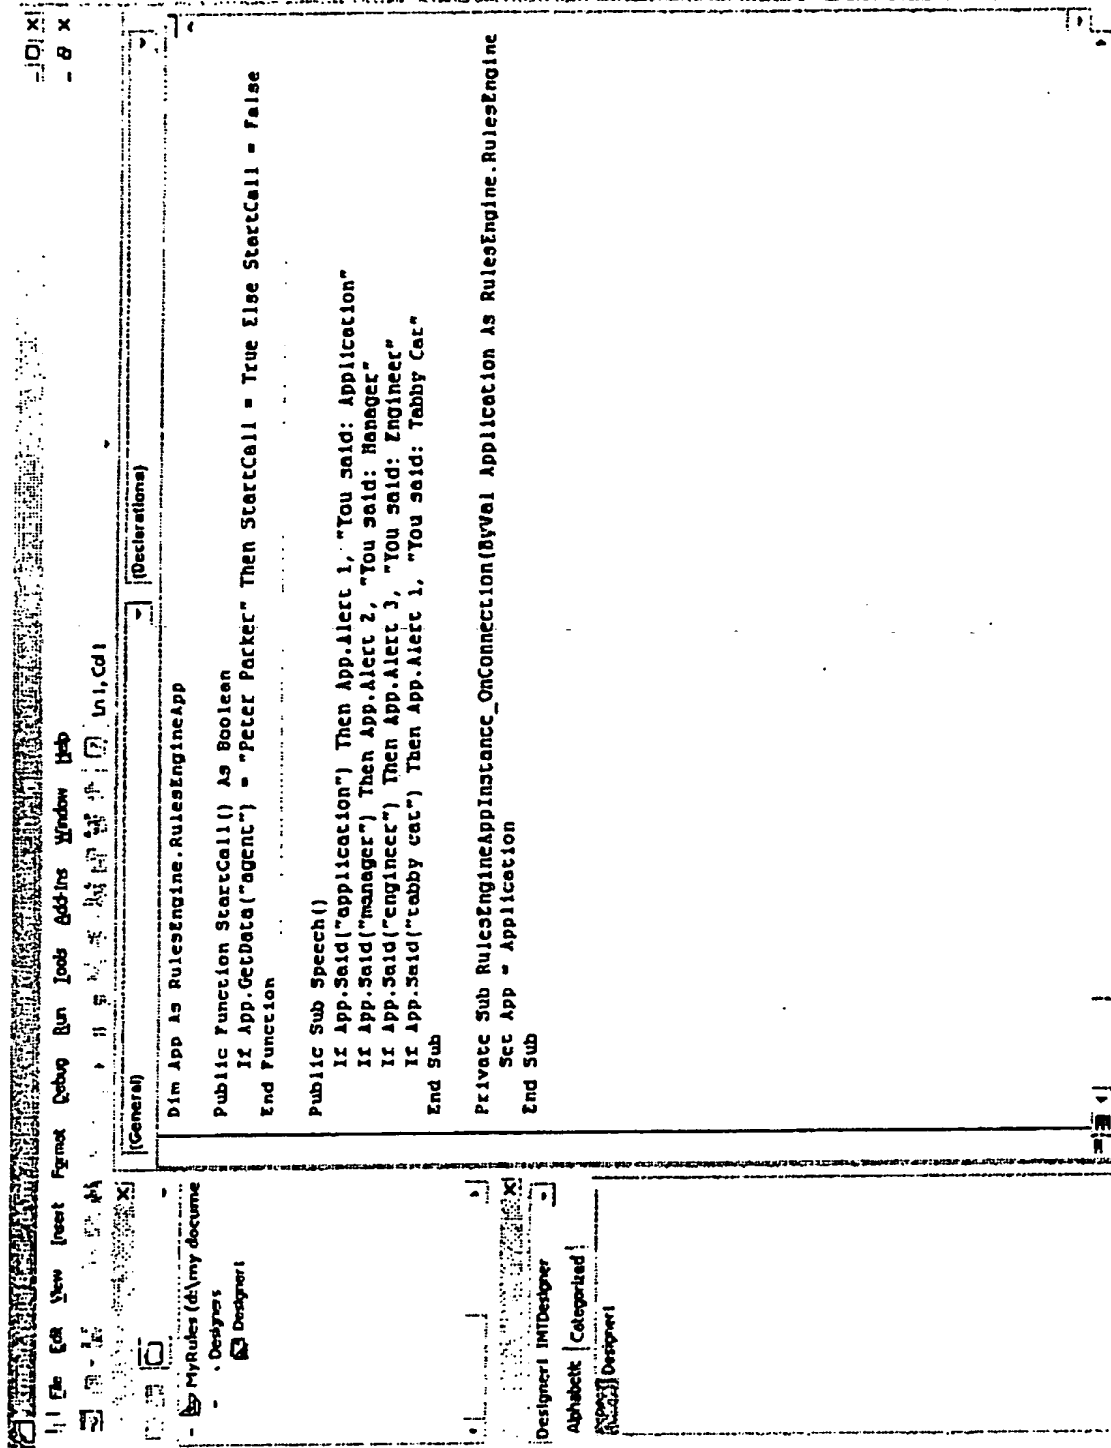 File Edit View Insert Format Debug Run Tools Add-Ins Window Help
Ln 1, Col 1
MyRules (d:\my docume
Designers
Designer1
Designer1 IMTDesigner
Alphabetic Categorized
Designer1
(General)
(Declarations)
Dim App As RulesEngine.RulesEngineApp
Public Function StartCall() As Boolean
If App.GetData("agent") = "Peter Parker" Then StartCall = True Else StartCall = False
End Function
Public Sub Speech()
If App.Said("application") Then App.Alert 1, "You said: Application"
If App.Said("manager") Then App.Alert 2, "You said: Manager"
If App.Said("engineer") Then App.Alert 3, "You said: Engineer"
If App.Said("tabby cat") Then App.Alert 1, "You said: Tabby Cat"
End Sub
Private Sub RulesEngineAppInstance_OnConnection(ByVal Application As RulesEngine.RulesEngine
Set App = Application
End Sub